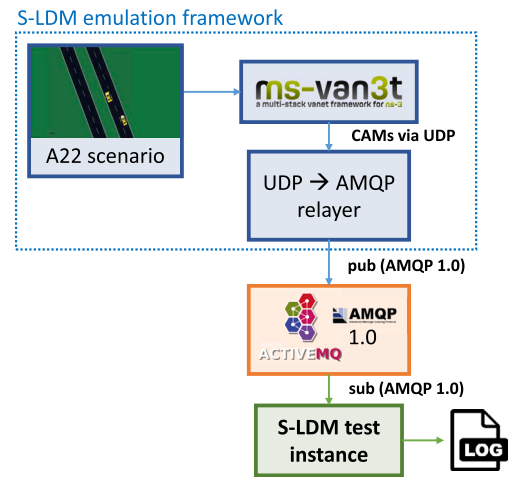 S-LDM emulation framework
ms-van3t
a multi-stack vanet framework for ns-3
A22 scenario
CAMs via UDP
UDP → AMQP
relayer
pub (AMQP 1.0)
AMQP
1.0
ACTIVEMQ
sub (AMQP 1.0)
S-LDM test
instance
LOG